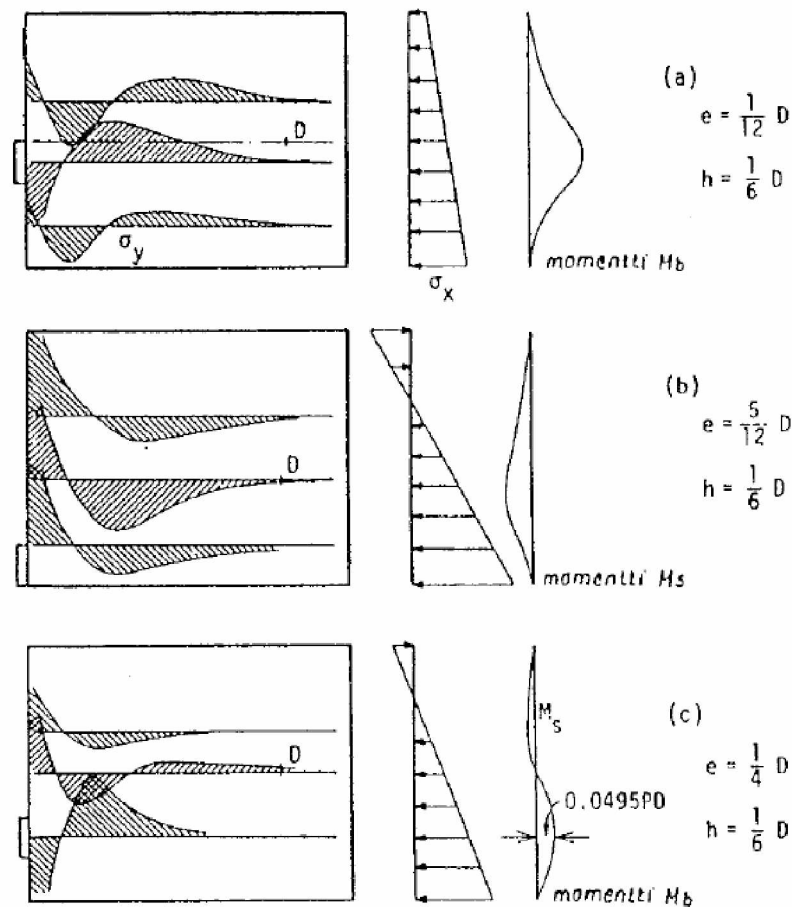 (a)
D
e = 1/12 D
h = 1/6 D
σy
σx
momentti Mb
(b)
e = 5/12 D
D
h = 1/6 D
momentti Ms
(c)
Ms
D
e = 1/4 D
0.0495PD
h = 1/6 D
momentti Mb